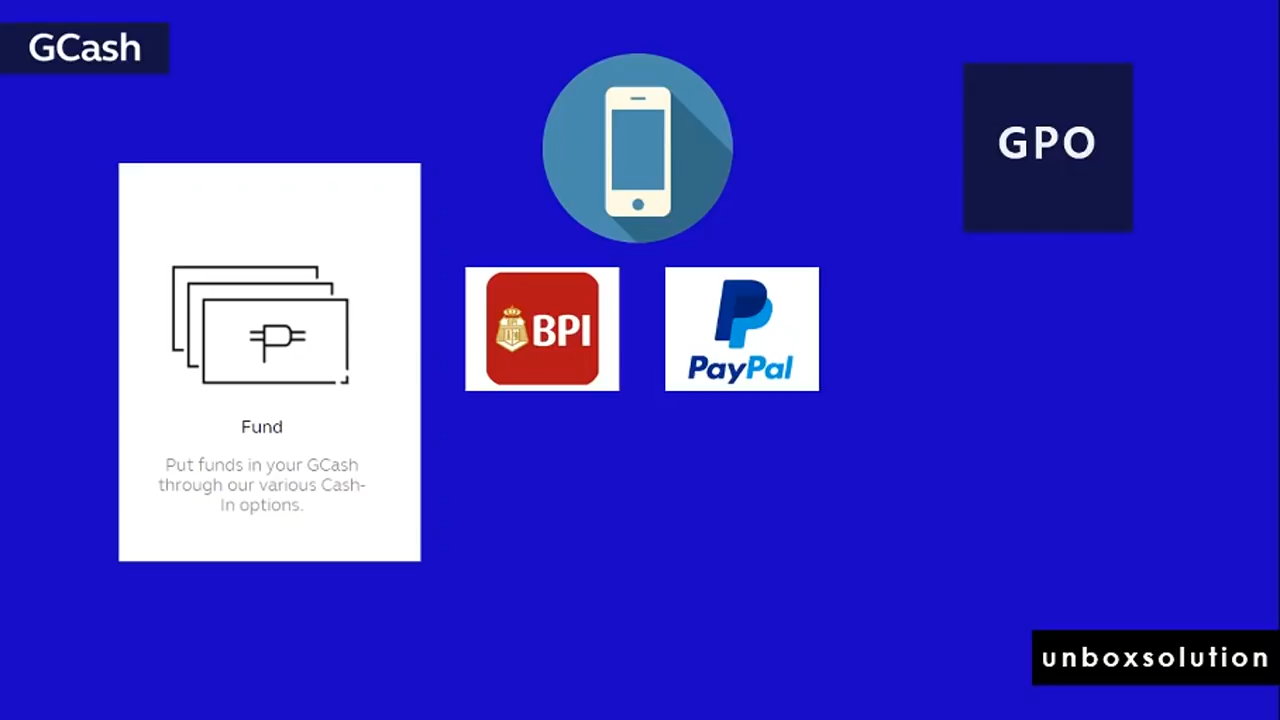 GCash
GPO
BPI
PayPal
Fund
Put funds in your GCash
through our various Cash-
In options.
unboxsolution